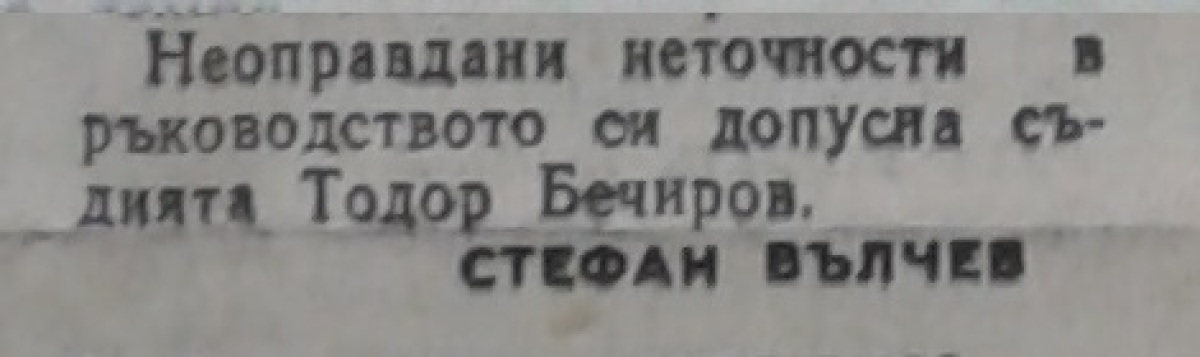 Неоправдани неточности в
ръководството си допусна съ-
дията Тодор Бечиров.
СТЕФАН ВЪЛЧЕВ